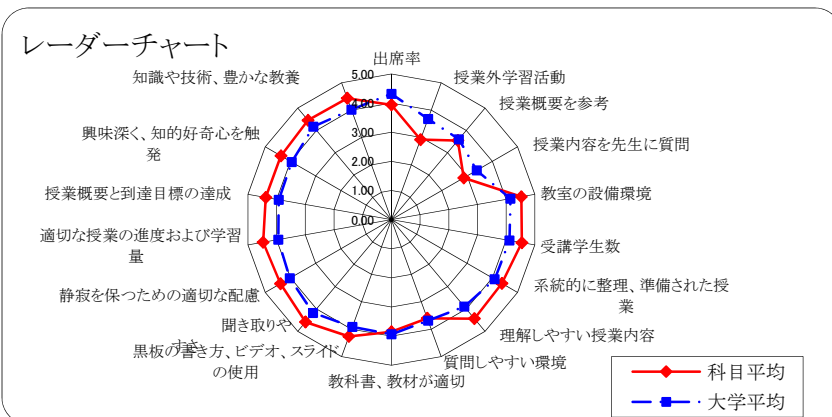 レーダーチャート
出席率
授業外学習活動
授業概要を参考
授業内容を先生に質問
教室の設備環境
受講学生数
系統的に整理、準備された授
業
理解しやすい授業内容
質問しやすい環境
教科書、教材が適切
黒板の書き方、ビデオ、スライド
の使用
聞き取りや
すさ
静寂を保つための適切な配慮
適切な授業の進度および学習
量
授業概要と到達目標の達成
興味深く、知的好奇心を触
発
知識や技術、豊かな教養
5.00
4.00
3.00
2.00
1.00
0.00
科目平均
大学平均